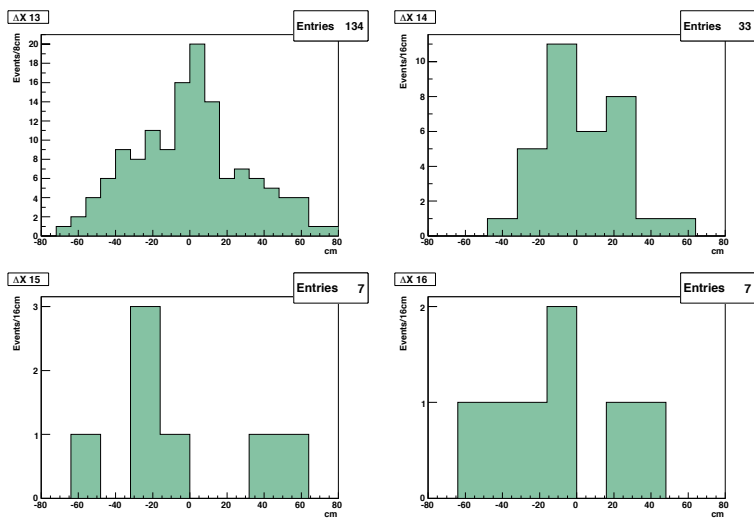 ΔX 13
Entries 134
Events/8cm
20
18
16
14
12
10
8
6
4
2
0
-80 -60 -40 -20 0 20 40 60 80
cm
ΔX 14
Entries 33
Events/16cm
10
8
6
4
2
0
-80 -60 -40 -20 0 20 40 60 80
cm
ΔX 15
Entries 7
Events/16cm
3
2
1
0
-80 -60 -40 -20 0 20 40 60 80
cm
ΔX 16
Entries 7
Events/16cm
2
1
0
-80 -60 -40 -20 0 20 40 60 80
cm